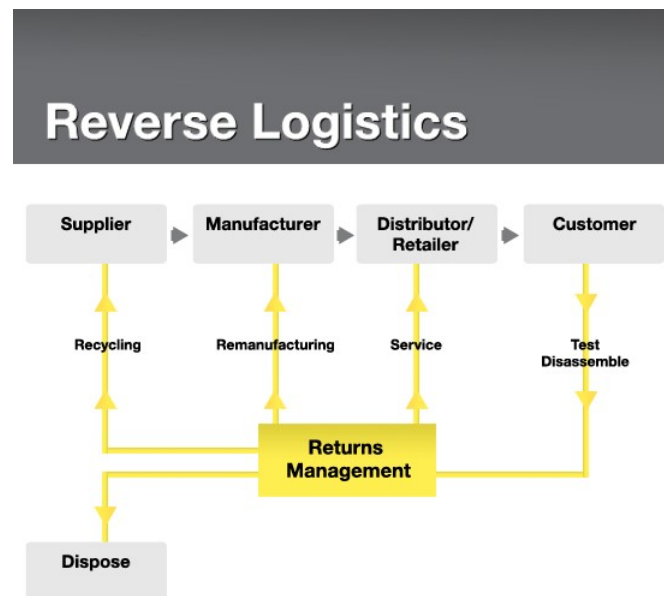 Reverse Logistics
Supplier
Manufacturer
Distributor/
Retailer
Customer
Recycling
Remanufacturing
Service
Test
Disassemble
Returns
Management
Dispose